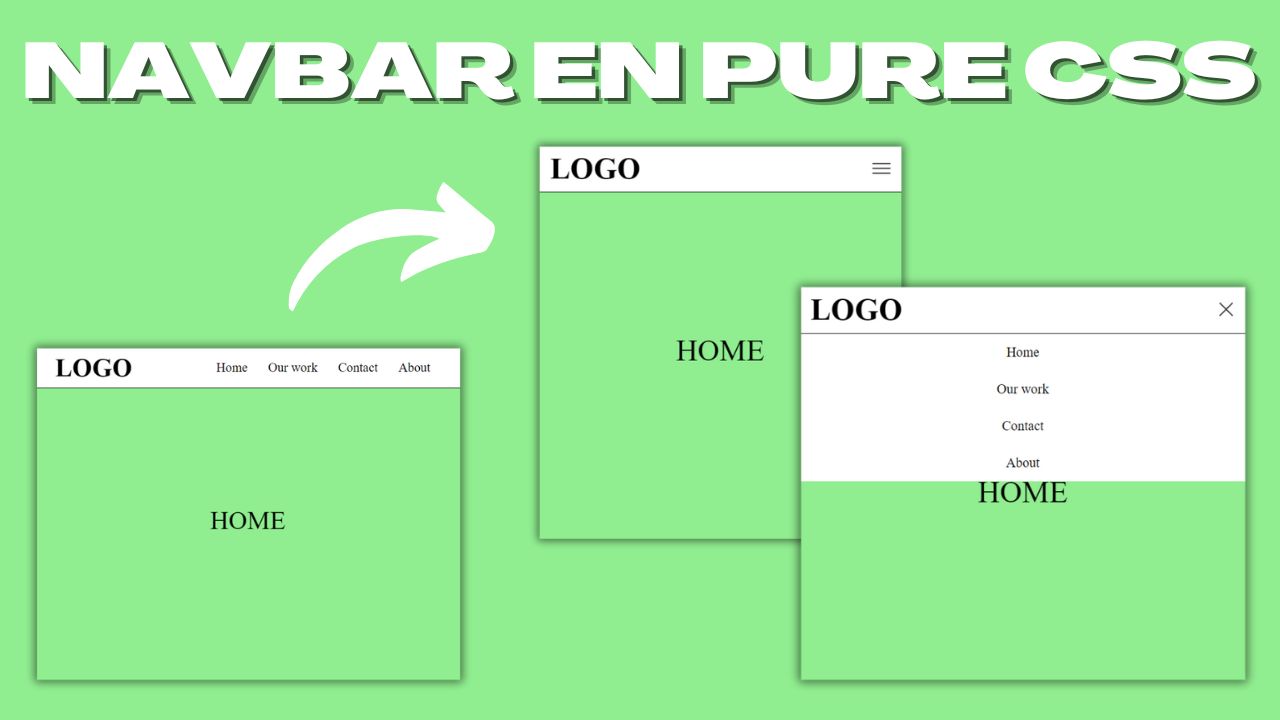 NAVBAR EN PURE CSS
LOGO
Home Our work Contact About
HOME
LOGO
HOME
LOGO
Home
Our work
Contact
About
HOME